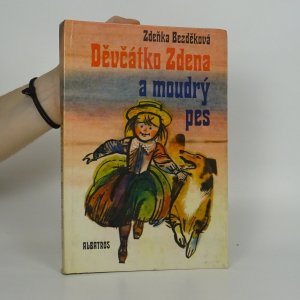 Zdeňka Bezděková
Děvčátko Zdena
a moudrý
pes
ALBATROS